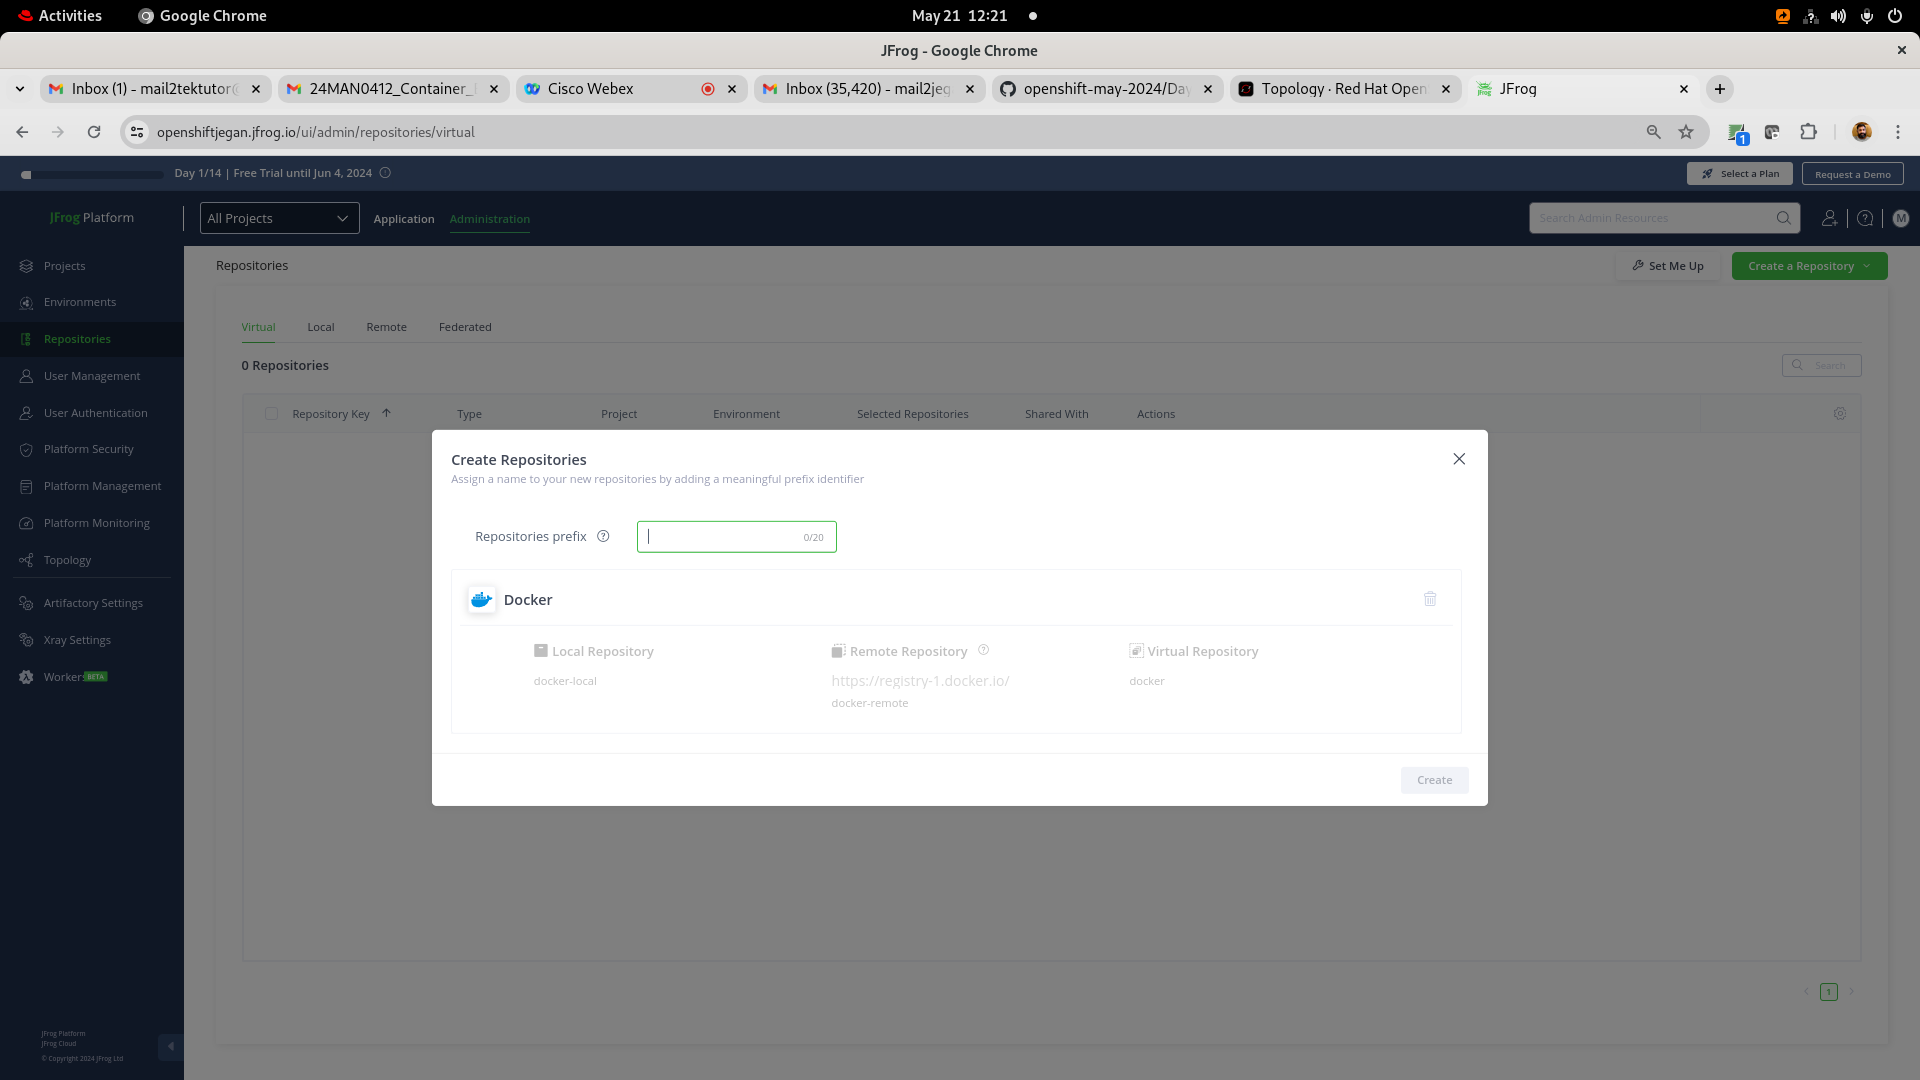 Activities
Google Chrome
May 21 12:21
JFrog - Google Chrome
Inbox (1) - mail2tektutor@
24MAN0412_Container_
Cisco Webex
Inbox (35,420) - mail2jeg
openshift-may-2024/Day
Topology · Red Hat Open
JFrog
openshiftjegan.jfrog.io/ui/admin/repositories/virtual
1
Day 1/14 | Free Trial until Jun 4, 2024
Select a Plan
Request a Demo
JFrog Platform
All Projects
Application
Administration
Search Admin Resources
M
Projects
Environments
Repositories
User Management
User Authentication
Platform Security
Platform Management
Platform Monitoring
Topology
Artifactory Settings
Xray Settings
Workers
BETA
JFrog Platform
JFrog Cloud
© Copyright 2024 JFrog Ltd
Repositories
Set Me Up
Create a Repository
Virtual
Local
Remote
Federated
0 Repositories
Search
Repository Key
Type
Project
Environment
Selected Repositories
Shared With
Actions
Create Repositories
Assign a name to your new repositories by adding a meaningful prefix identifier
Repositories prefix
0/20
Docker
Local Repository
docker-local
Remote Repository
https://registry-1.docker.io/
docker-remote
Virtual Repository
docker
Create
1